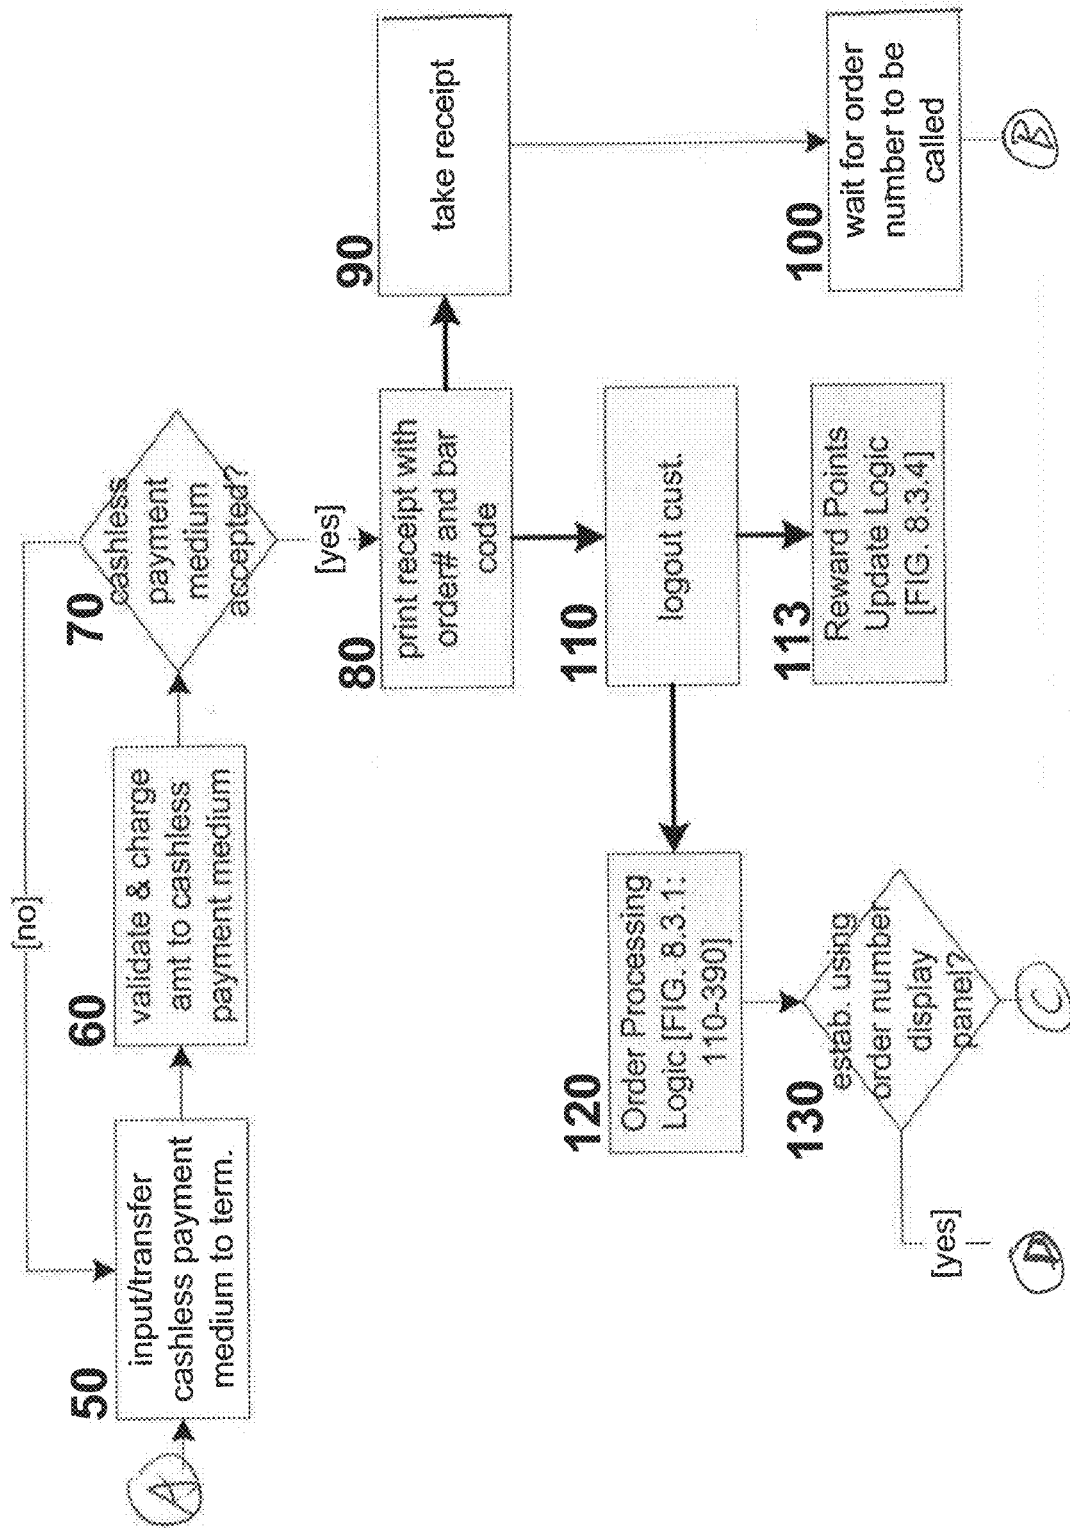 [no]
A
50
input/transfer
cashless payment
medium to term.
60
validate & charge
amt to cashless
payment medium
70
cashless
payment
medium
accepted?
[yes]
80
print receipt with
order# and bar
code
90
take receipt
110
logout cust.
120
Order Processing
Logic [FIG. 8.3.1:
110-390]
113
Reward Points
Update Logic
[FIG. 8.3.4]
100
wait for order
number to be
called
130
estab. using
order number
display
panel?
[yes]
D
C
B